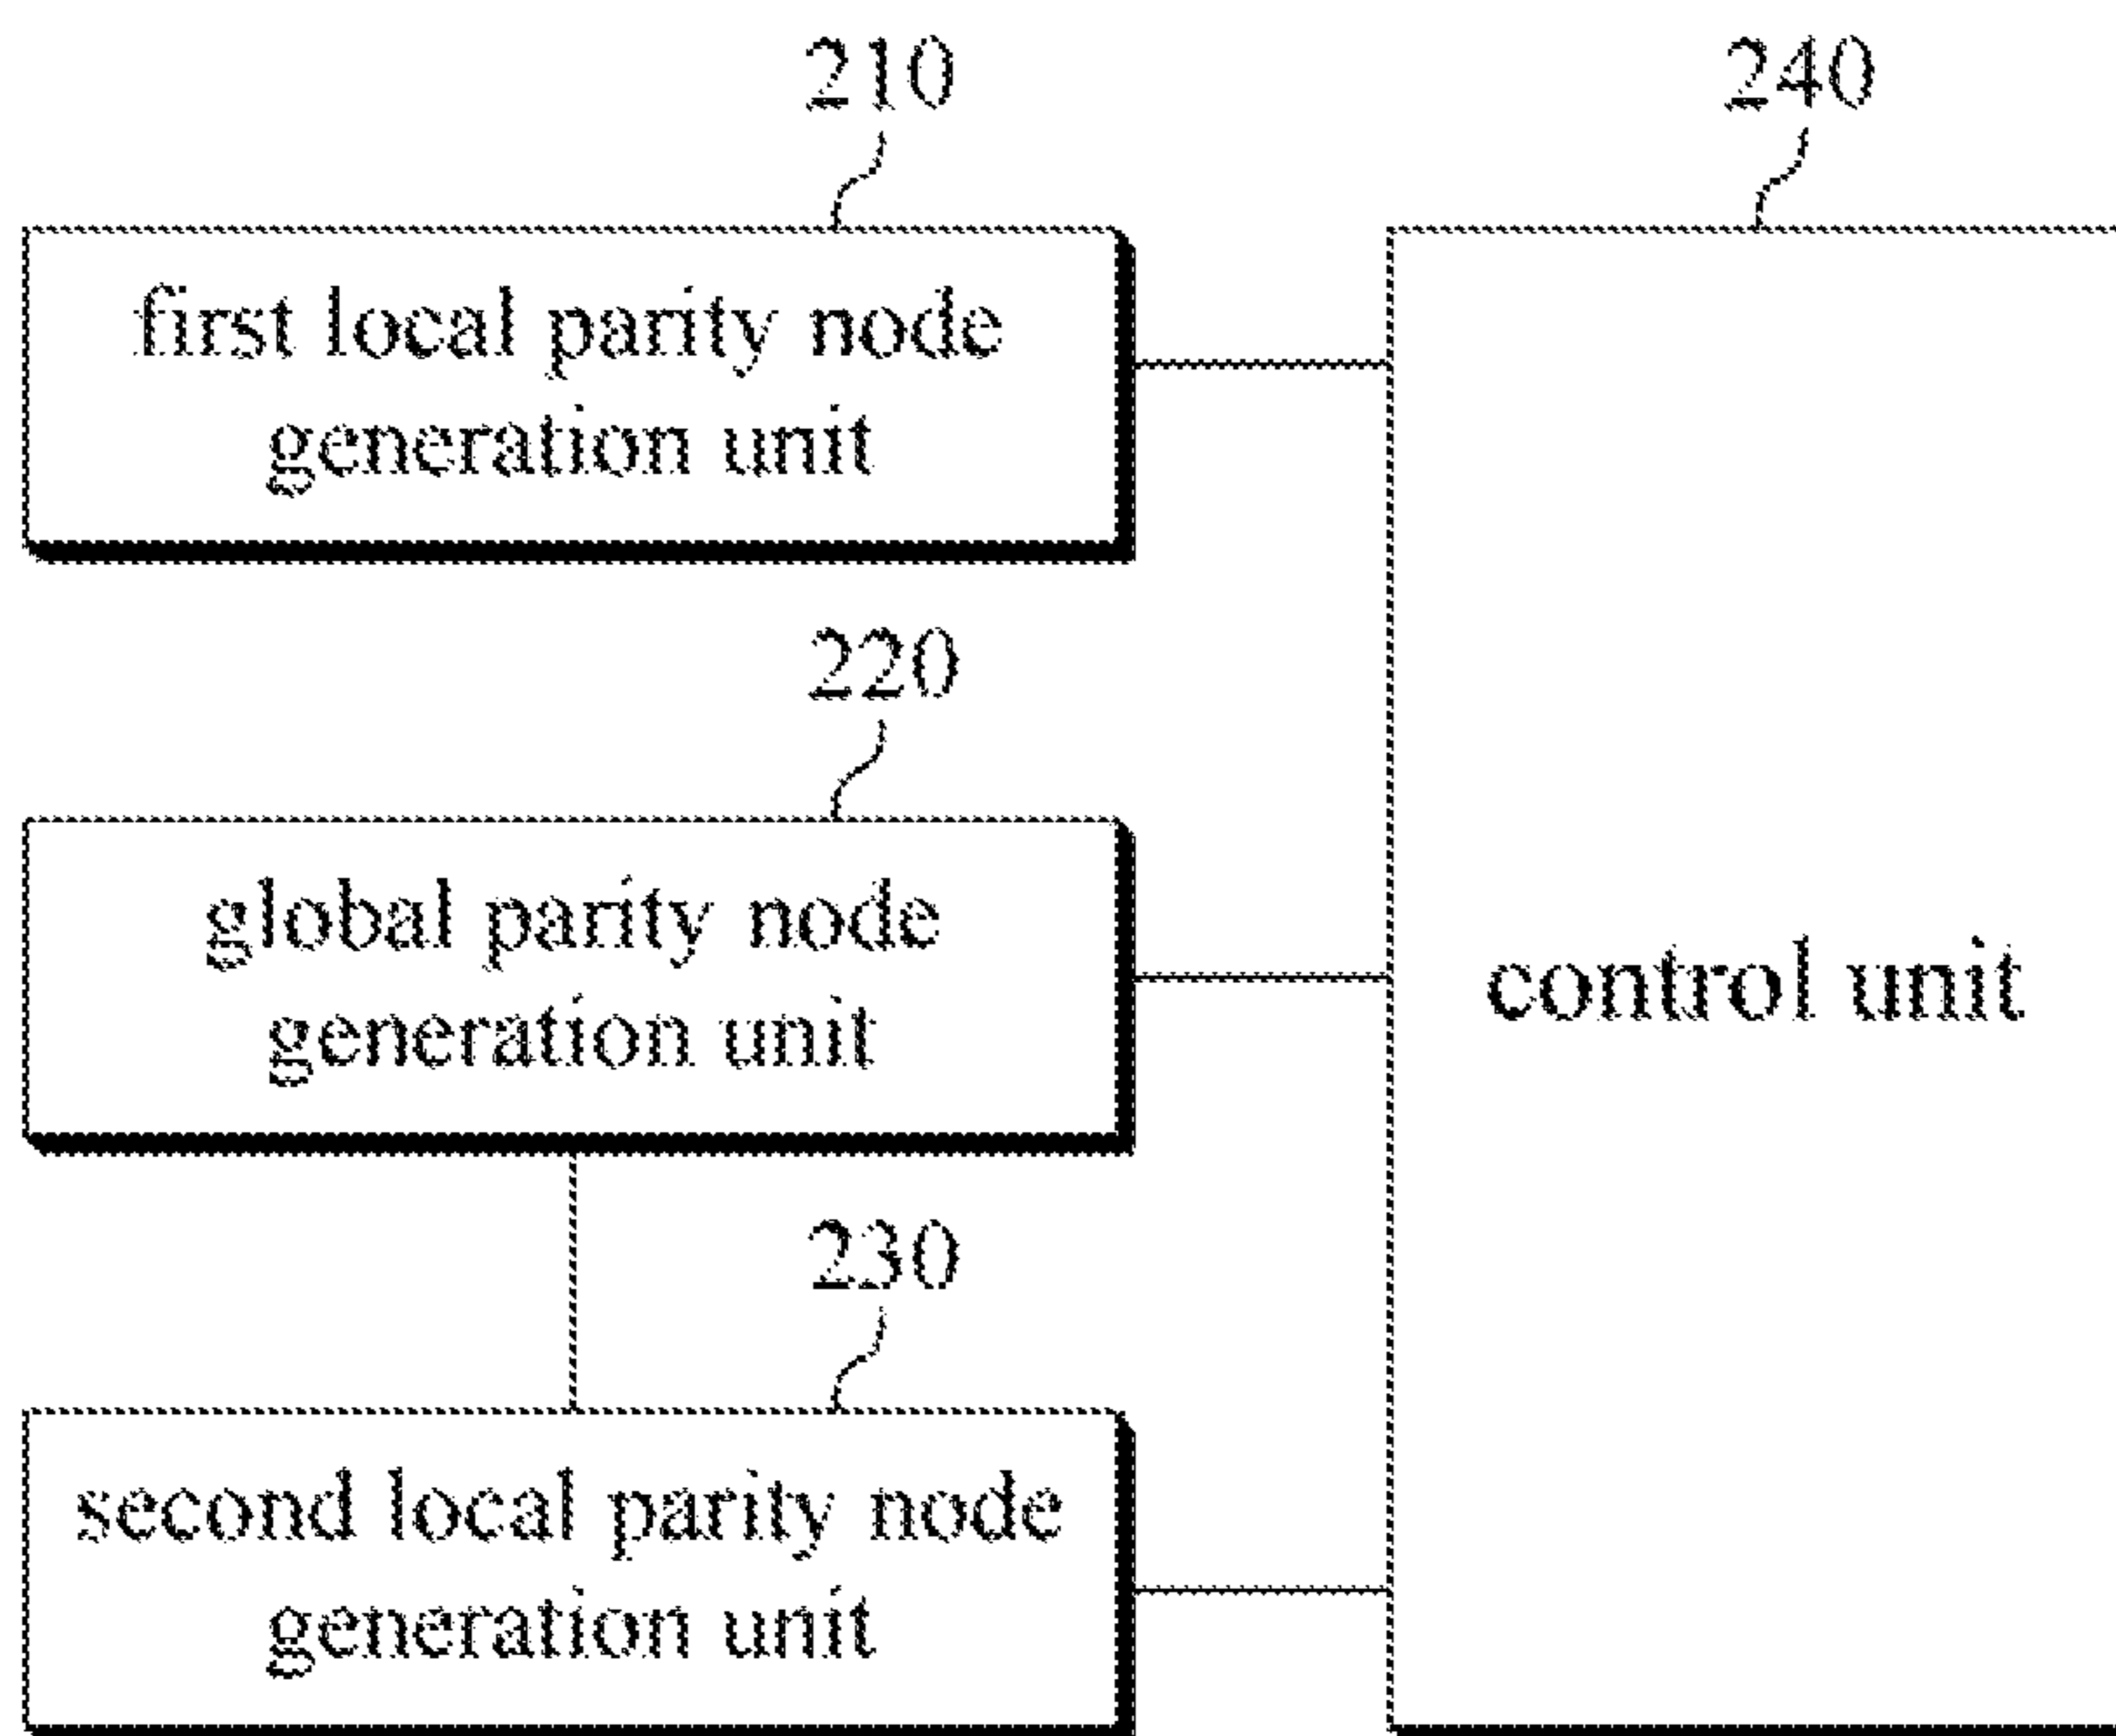 210
240
first local parity node
generation unit
220
global parity node
generation unit
control unit
230
second local parity node
generation unit